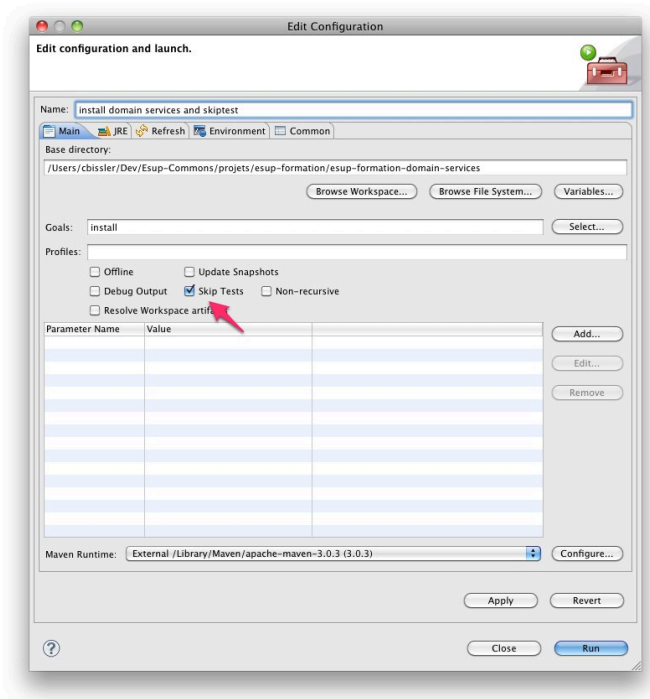 Edit Configuration
Edit configuration and launch.
Name: install domain services and skiptest
Main JRE Refresh Environment Common
Base directory:
/Users/cbissler/Dev/Esup-Commons/projets/esup-formation/esup-formation-domain-services
Browse Workspace... Browse File System... Variables...
Goals: install Select...
Profiles:
Offline Update Snapshots
Debug Output Skip Tests Non-recursive
Resolve Workspace
Parameter Name Value
Add...
Edit...
Remove
Maven Runtime: External /Library/Maven/apache-maven-3.0.3 (3.0.3) Configure...
Apply Revert
? Close Run